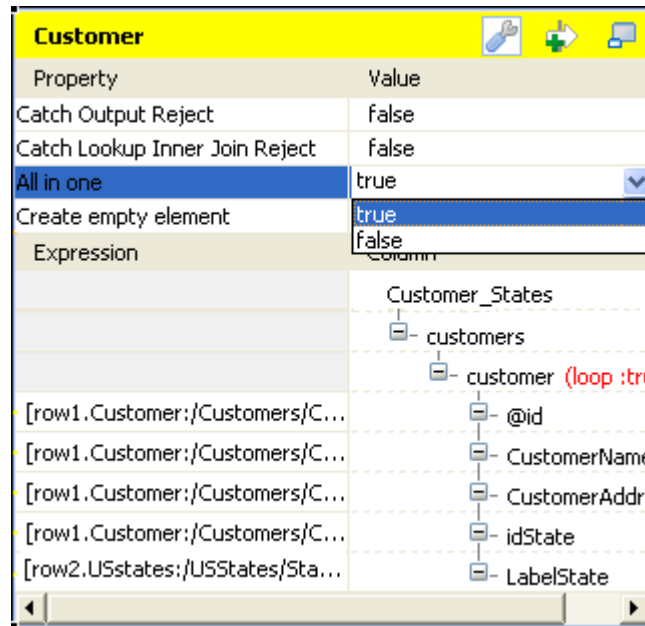 Customer
Property Value
Catch Output Reject false
Catch Lookup Inner Join Reject false
All in one true
Create empty element true
false
Expression Column
Customer_States
customers
customer (loop :tru
[row1.Customer:/Customers/C... @id
[row1.Customer:/Customers/C... CustomerName
[row1.Customer:/Customers/C... CustomerAddr
[row1.Customer:/Customers/C... idState
[row2.USstates:/USStates/Sta... LabelState